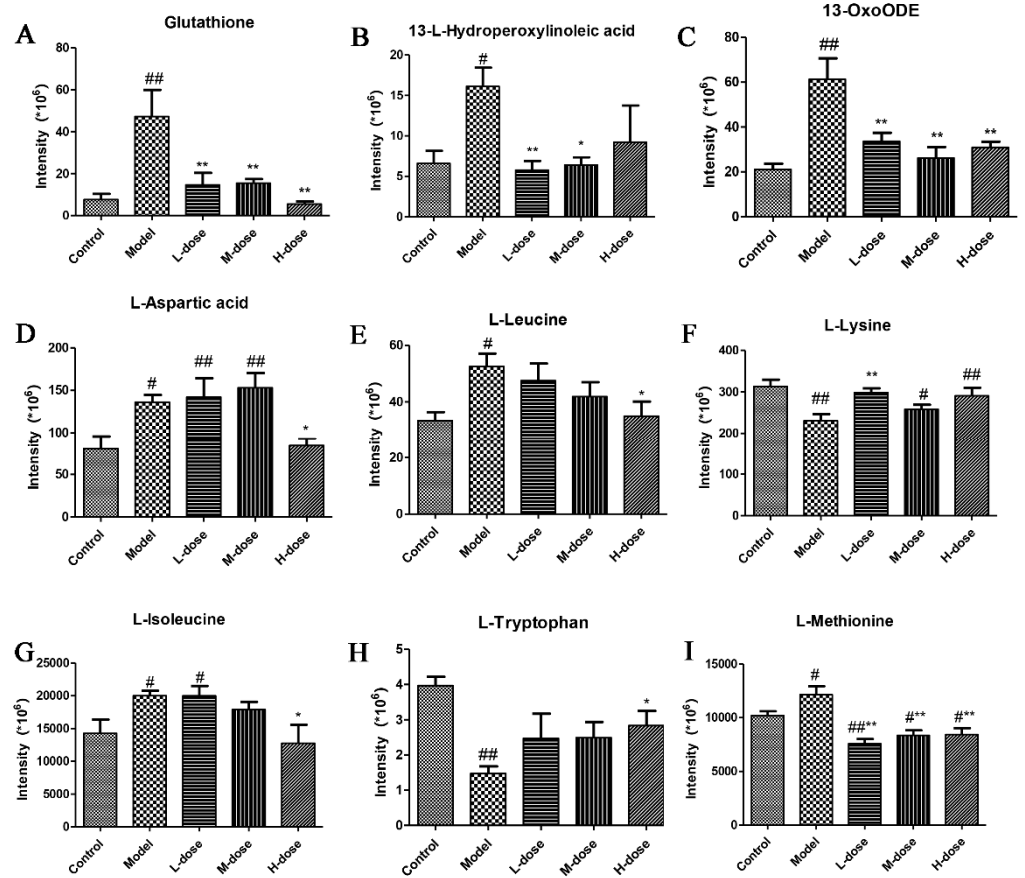 A
Glutathione
Intensity (*10⁶)
80
60
40
20
0
##
**
**
**
Control
Model
L-dose
M-dose
H-dose
B
13-L-Hydroperoxylinoleic acid
Intensity (*10⁶)
20
15
10
5
0
#
**
*
Control
Model
L-dose
M-dose
H-dose
C
13-OxoODE
Intensity (*10⁶)
80
60
40
20
0
##
**
**
**
Control
Model
L-dose
M-dose
H-dose
D
L-Aspartic acid
Intensity (*10⁶)
200
150
100
50
0
#
##
##
*
Control
Model
L-dose
M-dose
H-dose
E
L-Leucine
Intensity (*10⁶)
60
40
20
0
#
*
Control
Model
L-dose
M-dose
H-dose
F
L-Lysine
Intensity (*10⁶)
400
300
200
100
0
##
**
#
##
Control
Model
L-dose
M-dose
H-dose
G
L-Isoleucine
Intensity (*10⁶)
25000
20000
15000
10000
5000
0
#
#
*
Control
Model
L-dose
M-dose
H-dose
H
L-Tryptophan
Intensity (*10⁶)
5
4
3
2
1
0
##
*
Control
Model
L-dose
M-dose
H-dose
I
L-Methionine
Intensity (*10⁶)
15000
10000
5000
0
#
##**
#**
#**
Control
Model
L-dose
M-dose
H-dose